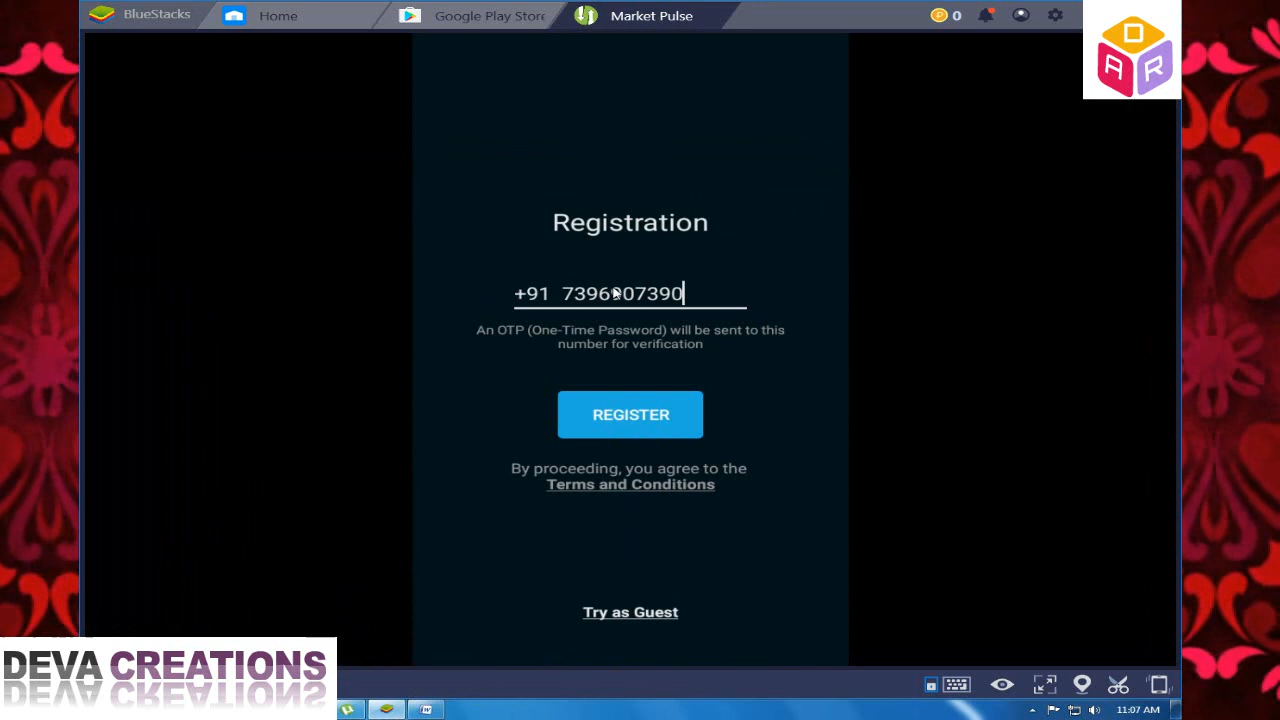 BlueStacks Home Google Play Store Market Pulse P 0
D
A R
Registration
+91 7396907390
An OTP (One-Time Password) will be sent to this
number for verification
REGISTER
By proceeding, you agree to the
Terms and Conditions
Try as Guest
DEVA CREATIONS
11:07 AM